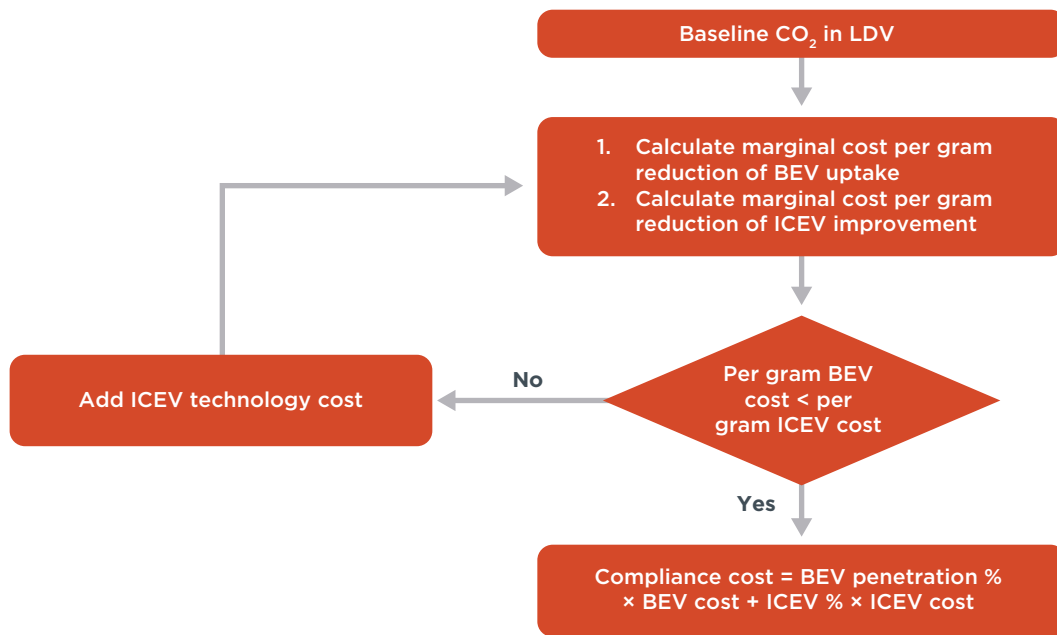 Baseline CO₂ in LDV
1. Calculate marginal cost per gram
reduction of BEV uptake
2. Calculate marginal cost per gram
reduction of ICEV improvement
Per gram BEV
cost < per
gram ICEV cost
No
Add ICEV technology cost
Yes
Compliance cost = BEV penetration %
× BEV cost + ICEV % × ICEV cost